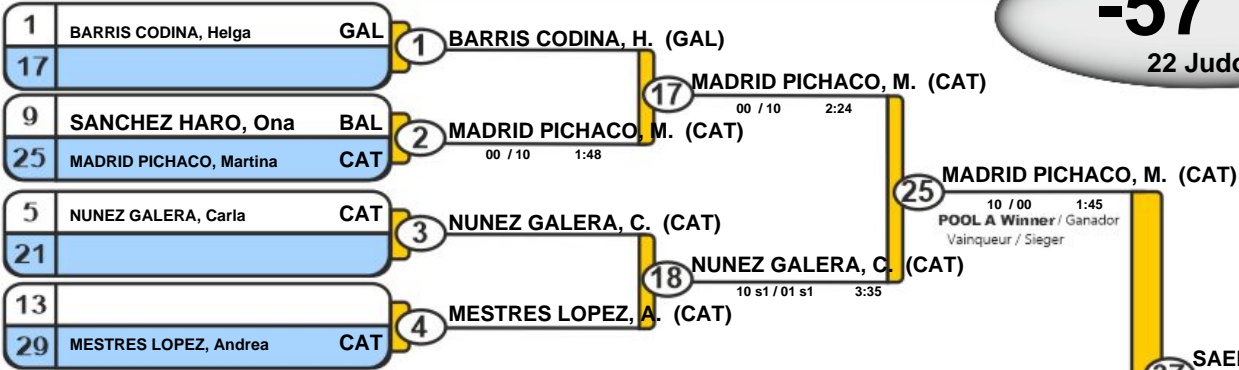 -57
22 Judo
1 BARRIS CODINA, Helga GAL
17
1 BARRIS CODINA, H. (GAL)
9 SANCHEZ HARO, Ona BAL
25 MADRID PICHACO, Martina CAT
2 MADRID PICHACO, M. (CAT)
00 / 10 1:48
17 MADRID PICHACO, M. (CAT)
00 / 10 2:24
5 NUNEZ GALERA, Carla CAT
21
3 NUNEZ GALERA, C. (CAT)
13
29 MESTRES LOPEZ, Andrea CAT
4 MESTRES LOPEZ, A. (CAT)
18 NUNEZ GALERA, C. (CAT)
10 s1 / 01 s1 3:35
25 MADRID PICHACO, M. (CAT)
10 / 00 1:45
POOL A Winner / Ganador
Vainqueur / Sieger